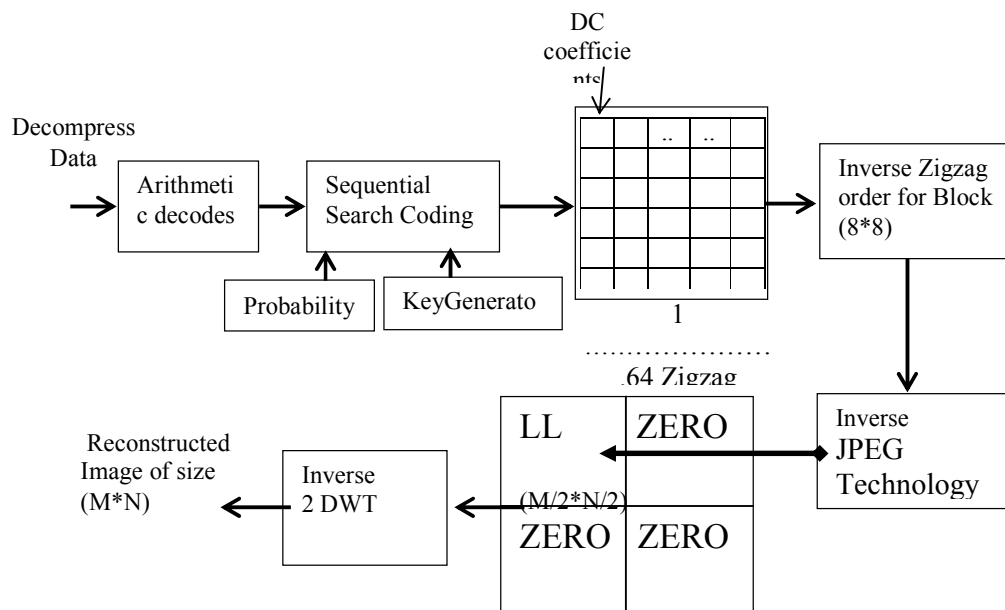 DC
coefficie
nts
Decompress
Data
Arithmeti
c decodes
Sequential
Search Coding
.. ..
Inverse Zigzag
order for Block
(8*8)
Probability
KeyGenerato
1
......................
.64 Zigzag
LL
(M/2*N/2)
ZERO
ZERO
ZERO
Inverse
JPEG
Technology
Inverse
2 DWT
Reconstructed
Image of size
(M*N)